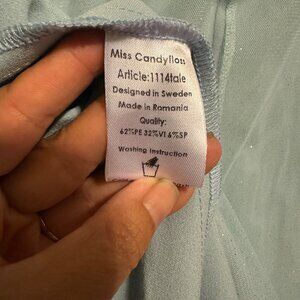 Miss Candyfloss
Article:1114tale
Designed in Sweden
Made in Romania
Quality:
62%PE 32%VI 6%SP
Washing Instruction